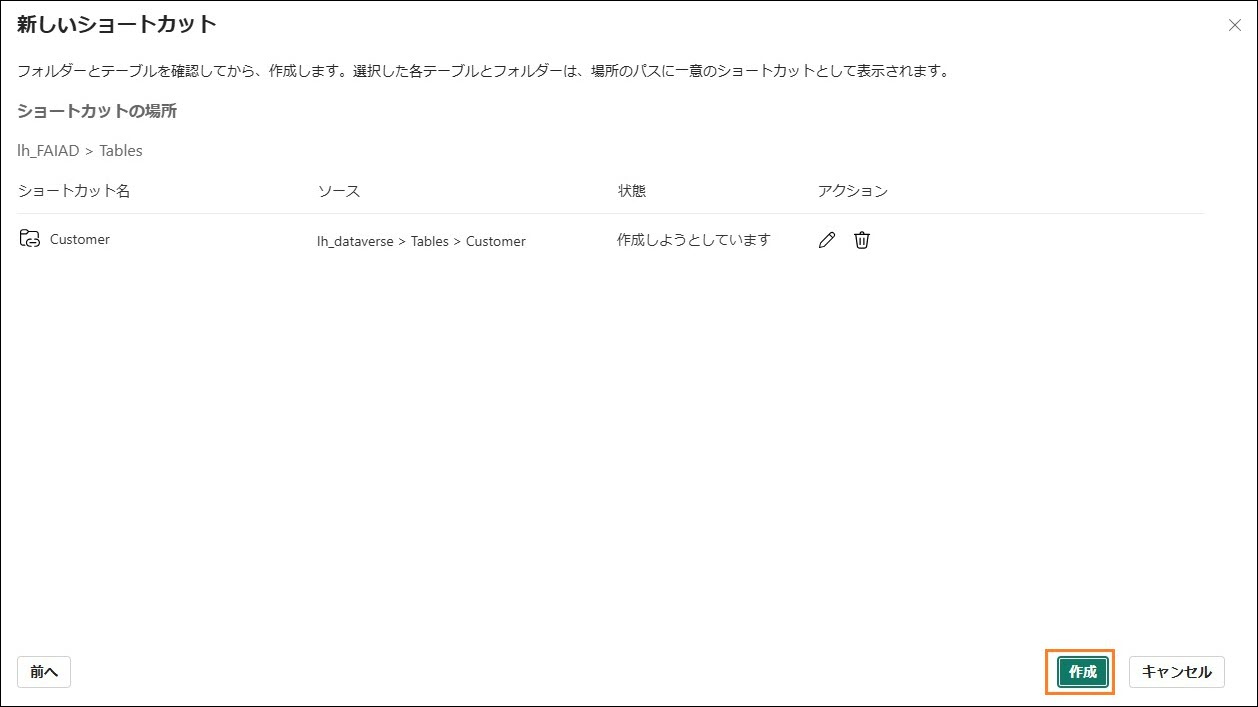 新しいショートカット
フォルダーとテーブルを確認してから、作成します。選択した各テーブルとフォルダーは、場所のパスに一意のショートカットとして表示されます。
ショートカットの場所
lh_FAIAD > Tables
ショートカット名 ソース 状態 アクション
Customer lh_dataverse > Tables > Customer 作成しようとしています
前へ 作成 キャンセル